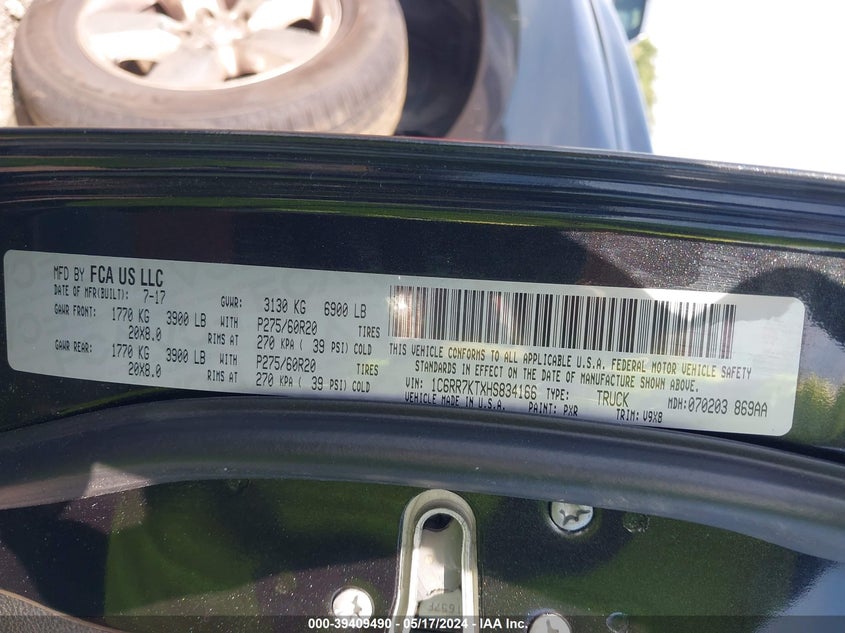 MFD BY FCA US LLC
DATE OF MFR(BUILT): 7-17 GVWR: 3130 KG 6900 LB
GAWR FRONT: 1770 KG 3900 LB WITH P275/60R20 TIRES
20X8.0 RIMS AT 270 KPA ( 39 PSI) COLD
GAWR REAR: 1770 KG 3900 LB WITH P275/60R20 TIRES
20X8.0 RIMS AT 270 KPA ( 39 PSI) COLD
THIS VEHICLE CONFORMS TO ALL APPLICABLE U.S.A. FEDERAL MOTOR VEHICLE SAFETY
STANDARDS IN EFFECT ON THE DATE OF MANUFACTURE SHOWN ABOVE.
VIN: 1C6RR7KTXHS834166 TYPE: TRUCK MDH: 070203 869AA
VEHICLE MADE IN U.S.A. PAINT: PXR TRIM: V9X8
000-39409490 - 05/17/2024 - IAA Inc.